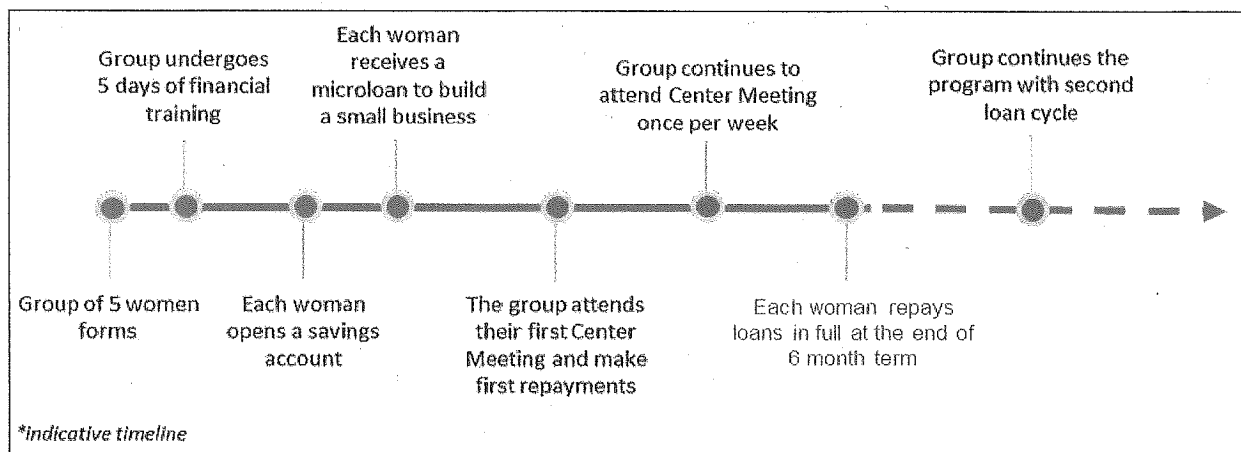 Group undergoes
5 days of financial
training
Each woman
receives a
microloan to build
a small business
Group continues to
attend Center Meeting
once per week
Group continues the
program with second
loan cycle
Group of 5 women
forms
Each woman
opens a savings
account
The group attends
their first Center
Meeting and make
first repayments
Each woman repays
loans in full at the end of
6 month term
*indicative timeline